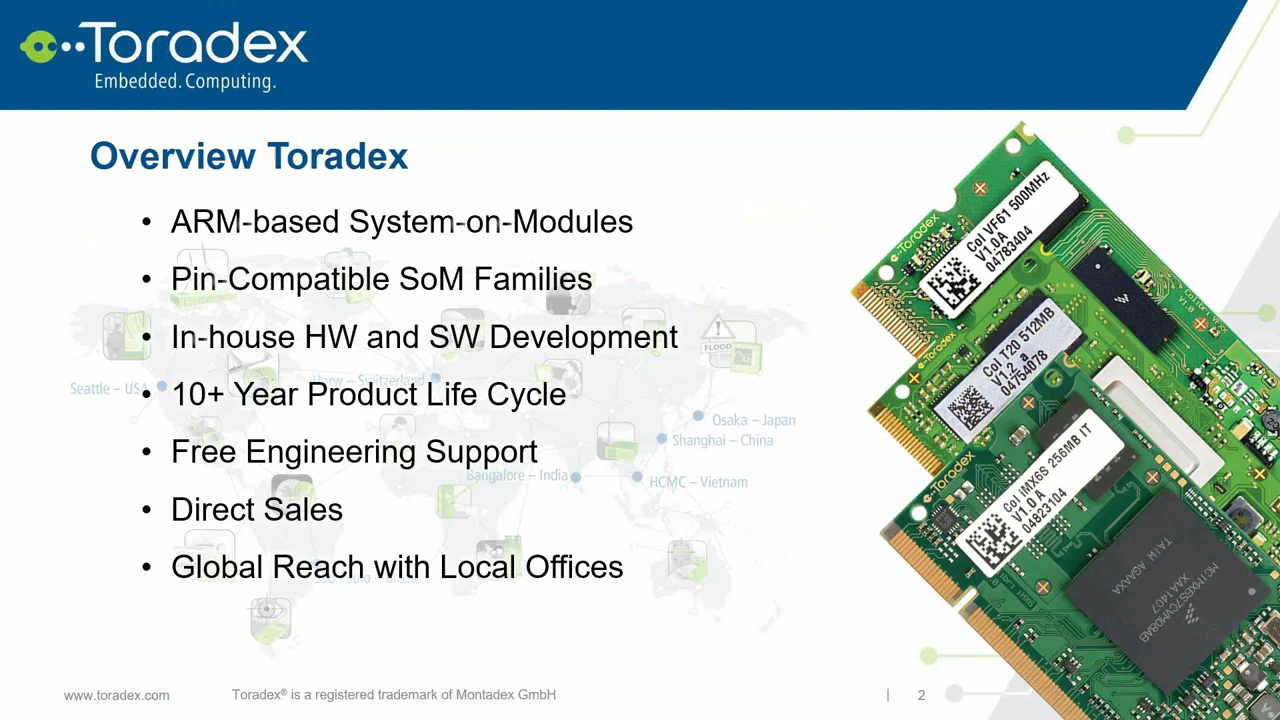 Toradex
Embedded. Computing.
Overview Toradex
• ARM-based System-on-Modules
• Pin-Compatible SoM Families
• In-house HW and SW Development
• 10+ Year Product Life Cycle
• Free Engineering Support
• Direct Sales
• Global Reach with Local Offices
Seattle – USA
Horw – Switzerland
Osaka – Japan
Shanghai – China
Bangalore – India
HCMC – Vietnam
FLOOD
Toradex
Col VF61 500MHz
V1.0A
04783404
Toradex
Col T20 512MB
V1.2 a
04754078
Toradex
Col iMX6S 256MB IT
V1.0 A
04823104
XAA1407
www.toradex.com
Toradex® is a registered trademark of Montadex GmbH
| 2